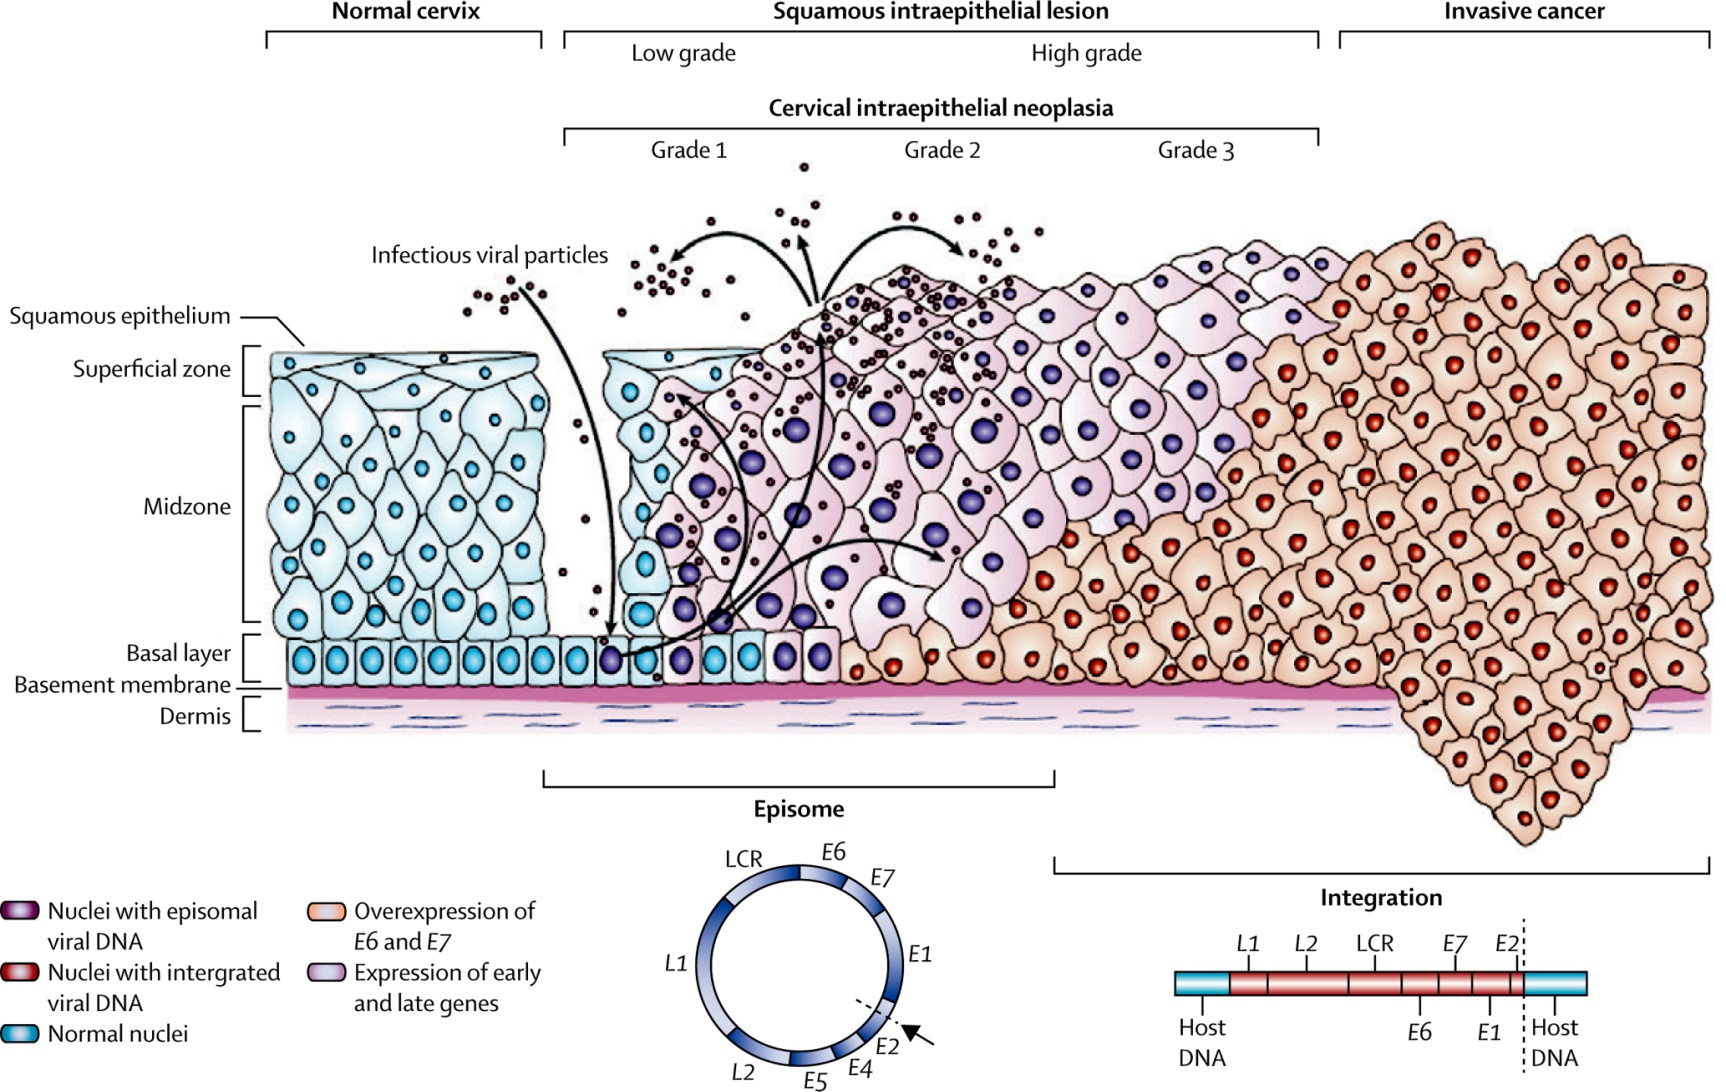 Normal cervix
Squamous intraepithelial lesion
Invasive cancer
Low grade
High grade
Cervical intraepithelial neoplasia
Grade 1
Grade 2
Grade 3
Infectious viral particles
Squamous epithelium
Superficial zone
Midzone
Basal layer
Basement membrane
Dermis
Episome
LCR
E6
E7
E1
E2
E4
E5
L2
L1
Integration
L1
L2
LCR
E7
E2
Host
DNA
E6
E1
Host
DNA
Nuclei with episomal
viral DNA
Nuclei with intergrated
viral DNA
Normal nuclei
Overexpression of
E6 and E7
Expression of early
and late genes